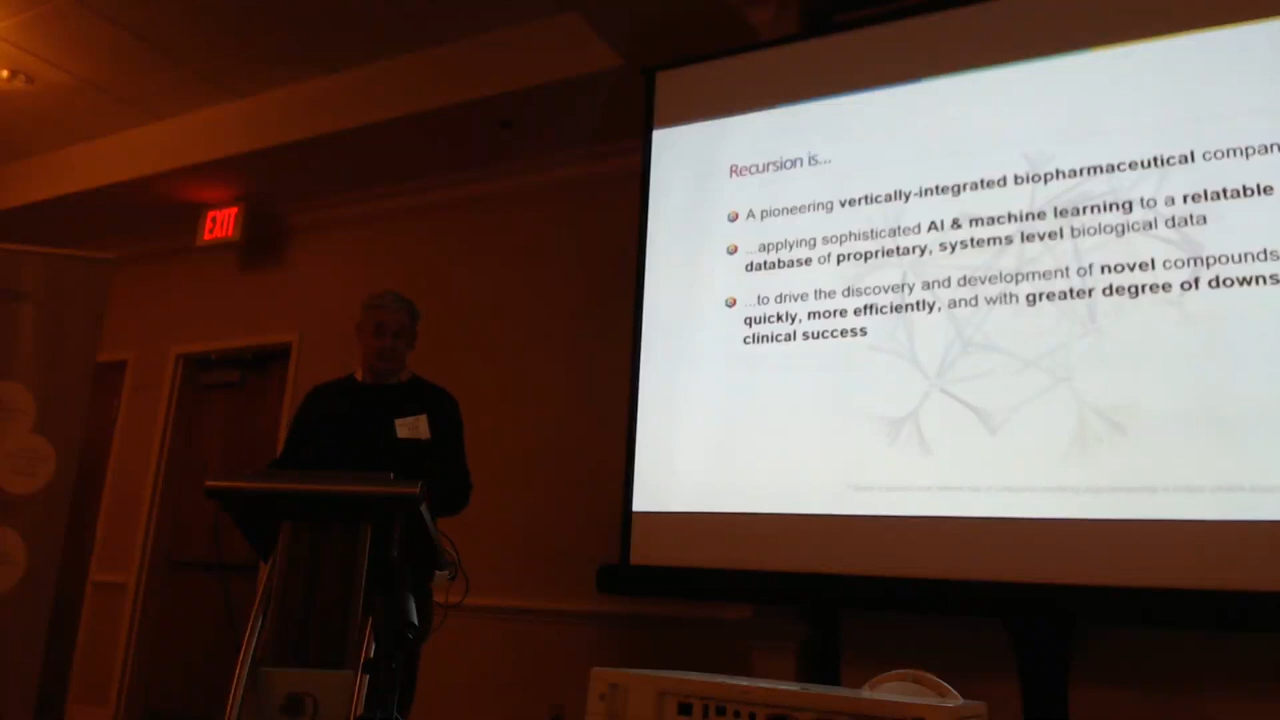 EXIT
Recursion is...
A pioneering vertically-integrated biopharmaceutical compan
...applying sophisticated AI & machine learning to a relatable
database of proprietary, systems level biological data
...to drive the discovery and development of novel compounds
quickly, more efficiently, and with greater degree of downs
clinical success